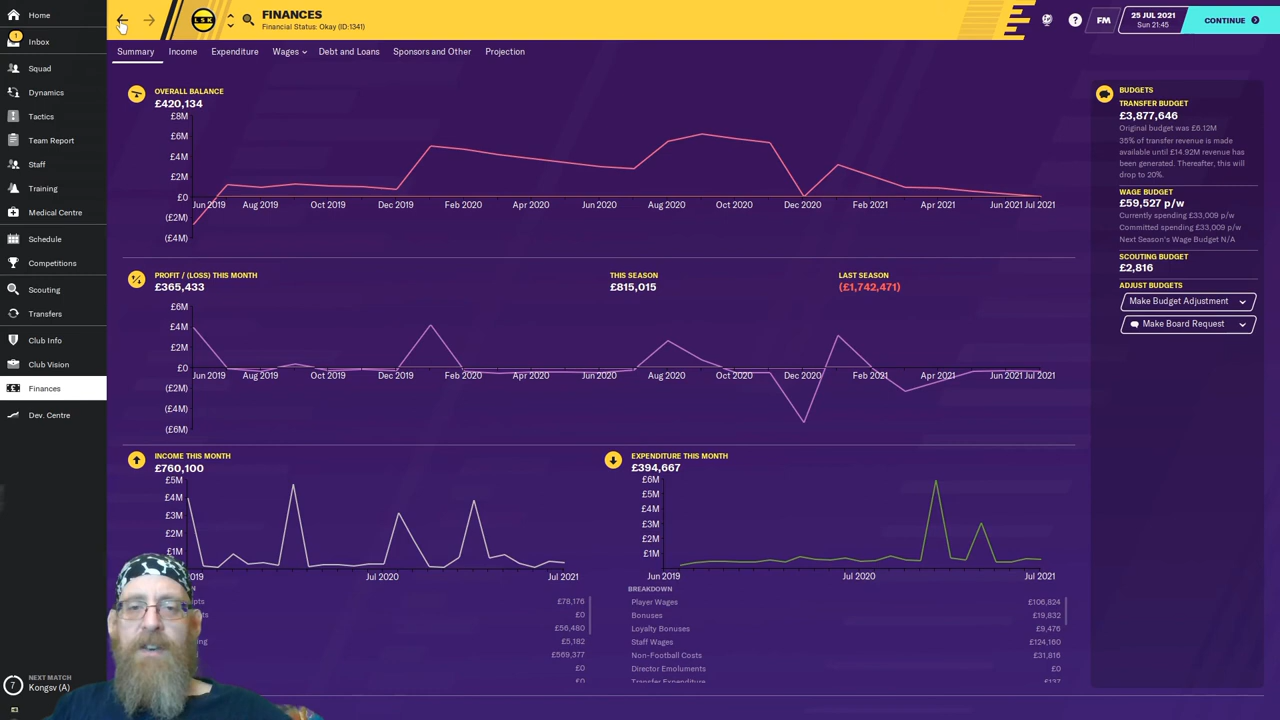 Home
1
Inbox
Squad
Dynamics
Tactics
Team Report
Staff
Training
Medical Centre
Schedule
Competitions
Scouting
Transfers
Club Info
Club Vision
Finances
Dev. Centre
NEXT MATCH
7 Kongsv (A)
LSK
FINANCES
Financial Status: Okay (ID:1341)
?
FM
25 JUL 2021
Sun 21:45
CONTINUE
Summary Income Expenditure Wages Debt and Loans Sponsors and Other Projection
OVERALL BALANCE
£420,134
£8M
£6M
£4M
£2M
£0
(£2M)
(£4M)
Jun 2019 Aug 2019 Oct 2019 Dec 2019 Feb 2020 Apr 2020 Jun 2020 Aug 2020 Oct 2020 Dec 2020 Feb 2021 Apr 2021 Jun 2021 Jul 2021
PROFIT / (LOSS) THIS MONTH
£365,433
THIS SEASON
£815,015
LAST SEASON
(£1,742,471)
£6M
£4M
£2M
£0
(£2M)
(£4M)
(£6M)
Jun 2019 Aug 2019 Oct 2019 Dec 2019 Feb 2020 Apr 2020 Jun 2020 Aug 2020 Oct 2020 Dec 2020 Feb 2021 Apr 2021 Jun 2021 Jul 2021
INCOME THIS MONTH
£760,100
£5M
£4M
£3M
£2M
£1M
019 Jul 2020 Jul 2021
£78,176
£0
£56,480
£5,182
£569,377
£0
£0
EXPENDITURE THIS MONTH
£394,667
£6M
£5M
£4M
£3M
£2M
£1M
Jun 2019 Jul 2020 Jul 2021
BREAKDOWN
Player Wages £106,824
Bonuses £19,832
Loyalty Bonuses £9,476
Staff Wages £124,160
Non-Football Costs £31,816
Director Emoluments £0
Transfer Expenditure £137
BUDGETS
TRANSFER BUDGET
£3,877,646
Original budget was £6.12M
35% of transfer revenue is made
available until £14.92M revenue has
been generated. Thereafter, this will
drop to 20%.
WAGE BUDGET
£59,527 p/w
Currently spending £33,009 p/w
Committed spending £33,009 p/w
Next Season's Wage Budget N/A
SCOUTING BUDGET
£2,816
ADJUST BUDGETS
Make Budget Adjustment
Make Board Request